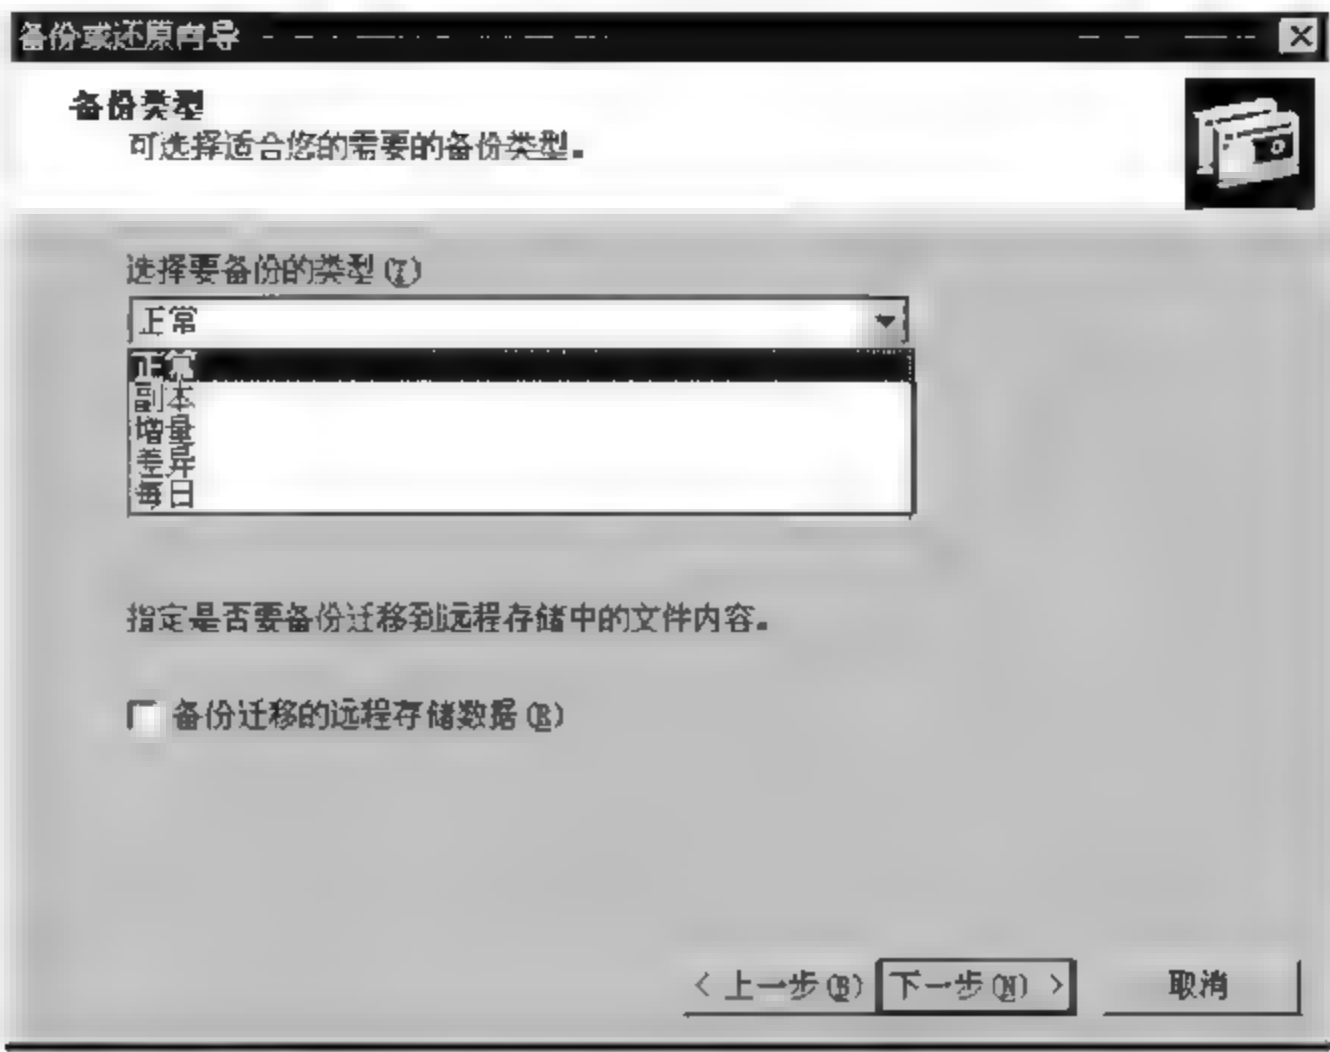 备份或还原向导
备份类型
可选择适合您的需要的备份类型。
选择要备份的类型(T)
正常
正常
副本
增量
差异
每日
指定是否要备份迁移到远程存储中的文件内容。
备份迁移的远程存储数据(R)
< 上一步(B) 下一步(N) > 取消